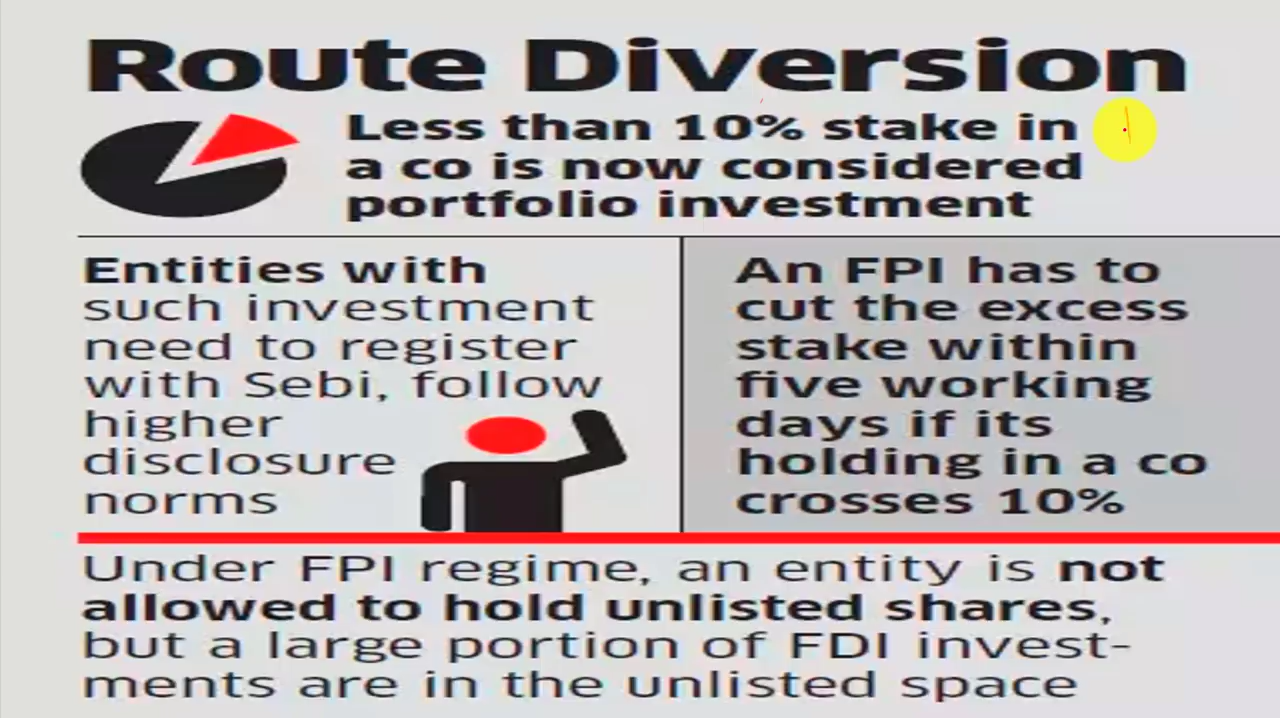 Route Diversion
Less than 10% stake in
a co is now considered
portfolio investment
Entities with
such investment
need to register
with Sebi, follow
higher
disclosure
norms
An FPI has to
cut the excess
stake within
five working
days if its
holding in a co
crosses 10%
Under FPI regime, an entity is not
allowed to hold unlisted shares,
but a large portion of FDI invest-
ments are in the unlisted space